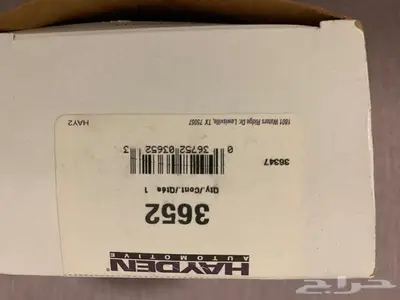 HAYDEN
AUTOMOTIVE
3652
Qty./Cont./Qtée 1
36347
0 36752 03652 3
HAY2
1801 Waters Ridge Dr. Lewisville, TX 75057
حراج